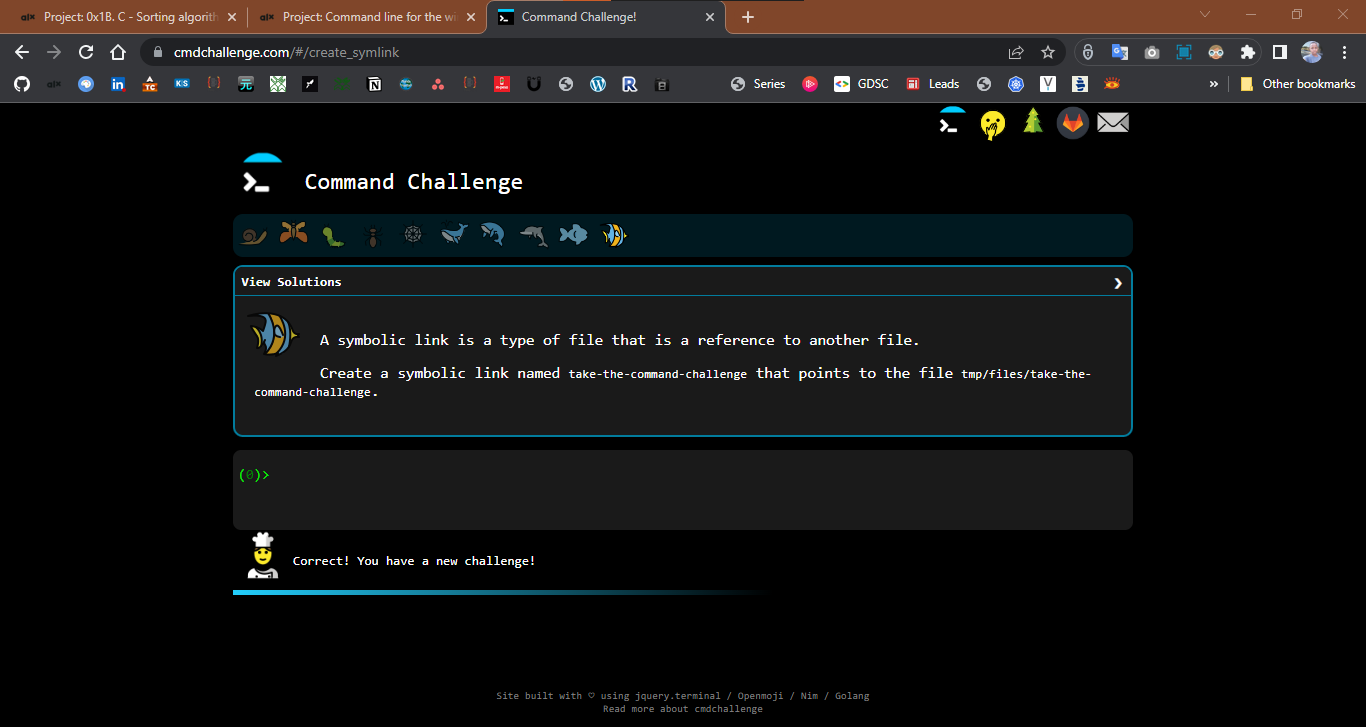 Project: 0x1B. C - Sorting algorith
Project: Command line for the wi
Command Challenge!
cmdchallenge.com/#/create_symlink
Series
GDSC
Leads
»
Other bookmarks
Command Challenge
View Solutions
A symbolic link is a type of file that is a reference to another file.
Create a symbolic link named take-the-command-challenge that points to the file tmp/files/take-the-
command-challenge.
(0)>
Correct! You have a new challenge!
Site built with ♡ using jquery.terminal / Openmoji / Nim / Golang
Read more about cmdchallenge